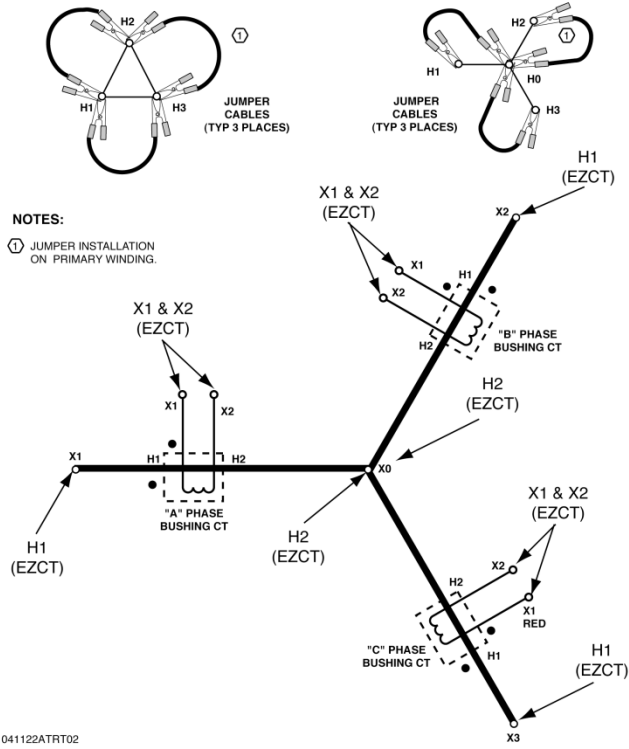 H2
1
H1
H3
JUMPER
CABLES
(TYP 3 PLACES)
H2
1
H1
H0
H3
JUMPER
CABLES
(TYP 3 PLACES)
NOTES:
1 JUMPER INSTALLATION
ON PRIMARY WINDING.
H1
(EZCT)
X2
X1 & X2
(EZCT)
X1
X2
H1
H2
"B" PHASE
BUSHING CT
X1 & X2
(EZCT)
X1
X2
X1
H1
H2
"A" PHASE
BUSHING CT
H1
(EZCT)
H2
(EZCT)
X0
H2
(EZCT)
X1 & X2
(EZCT)
X2
H2
X1
RED
H1
"C" PHASE
BUSHING CT
H1
(EZCT)
X3
041122ATRT02